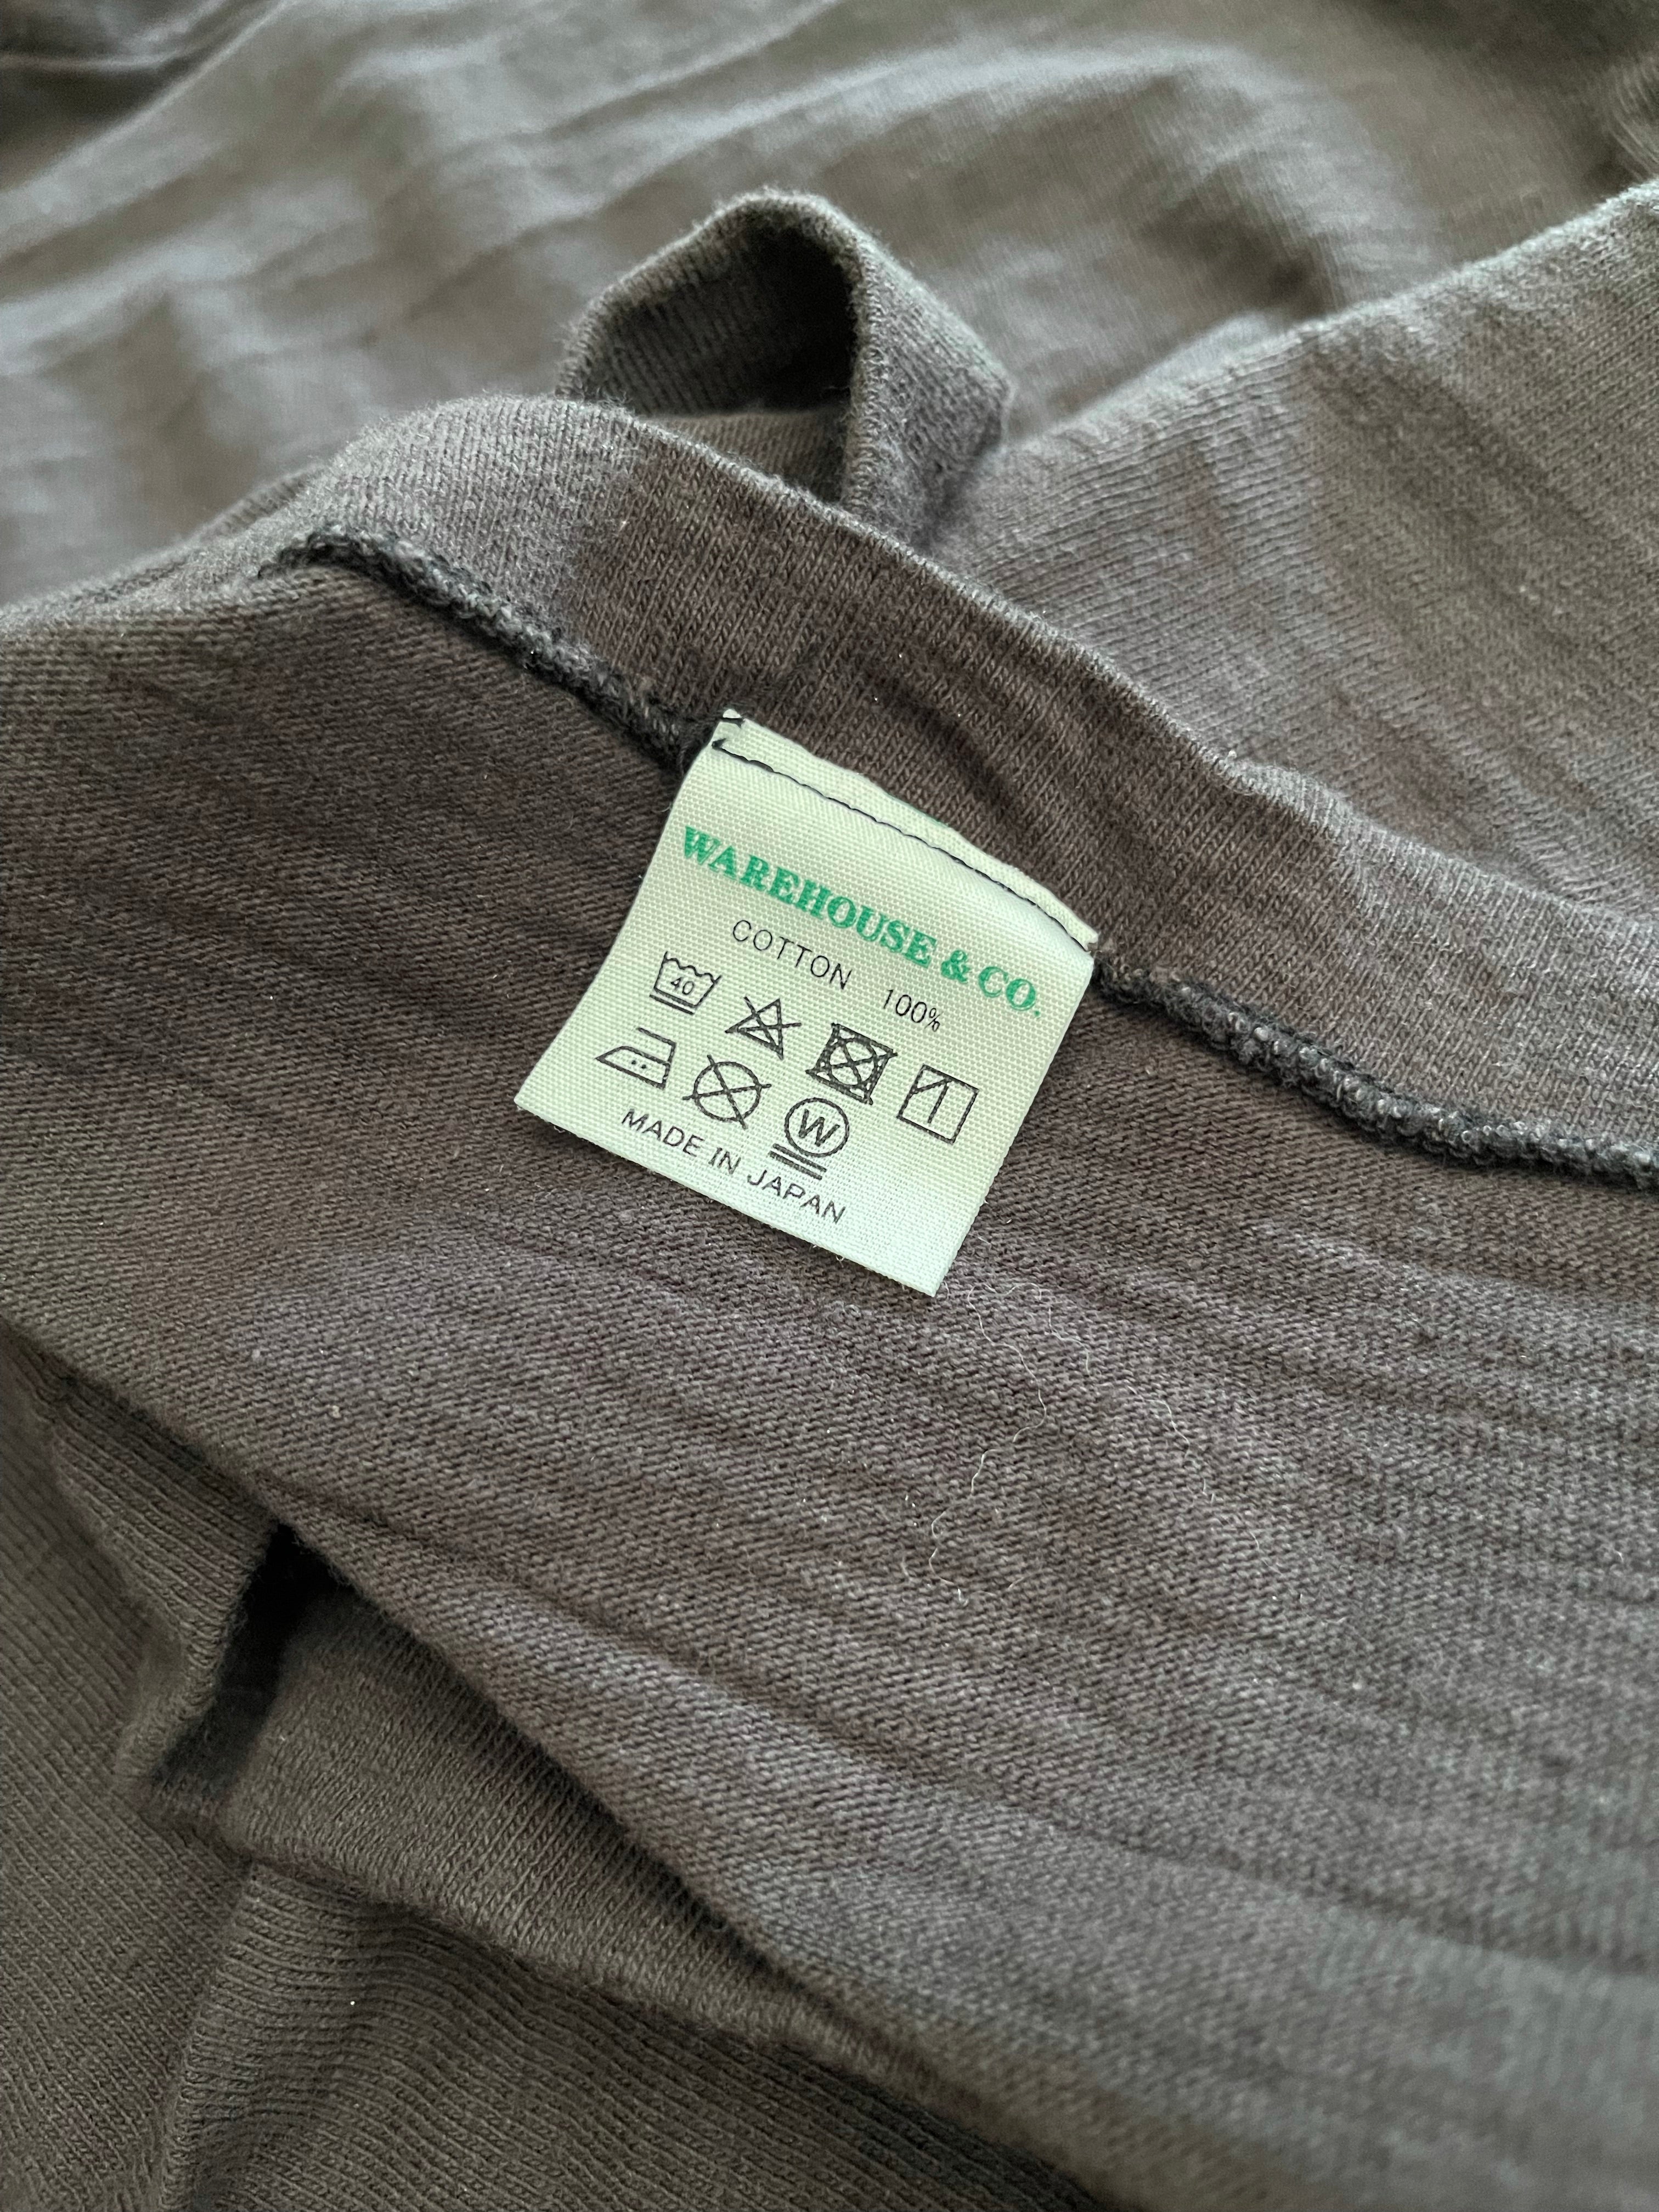 WAREHOUSE & CO.
COTTON 100%
40
W
MADE IN JAPAN